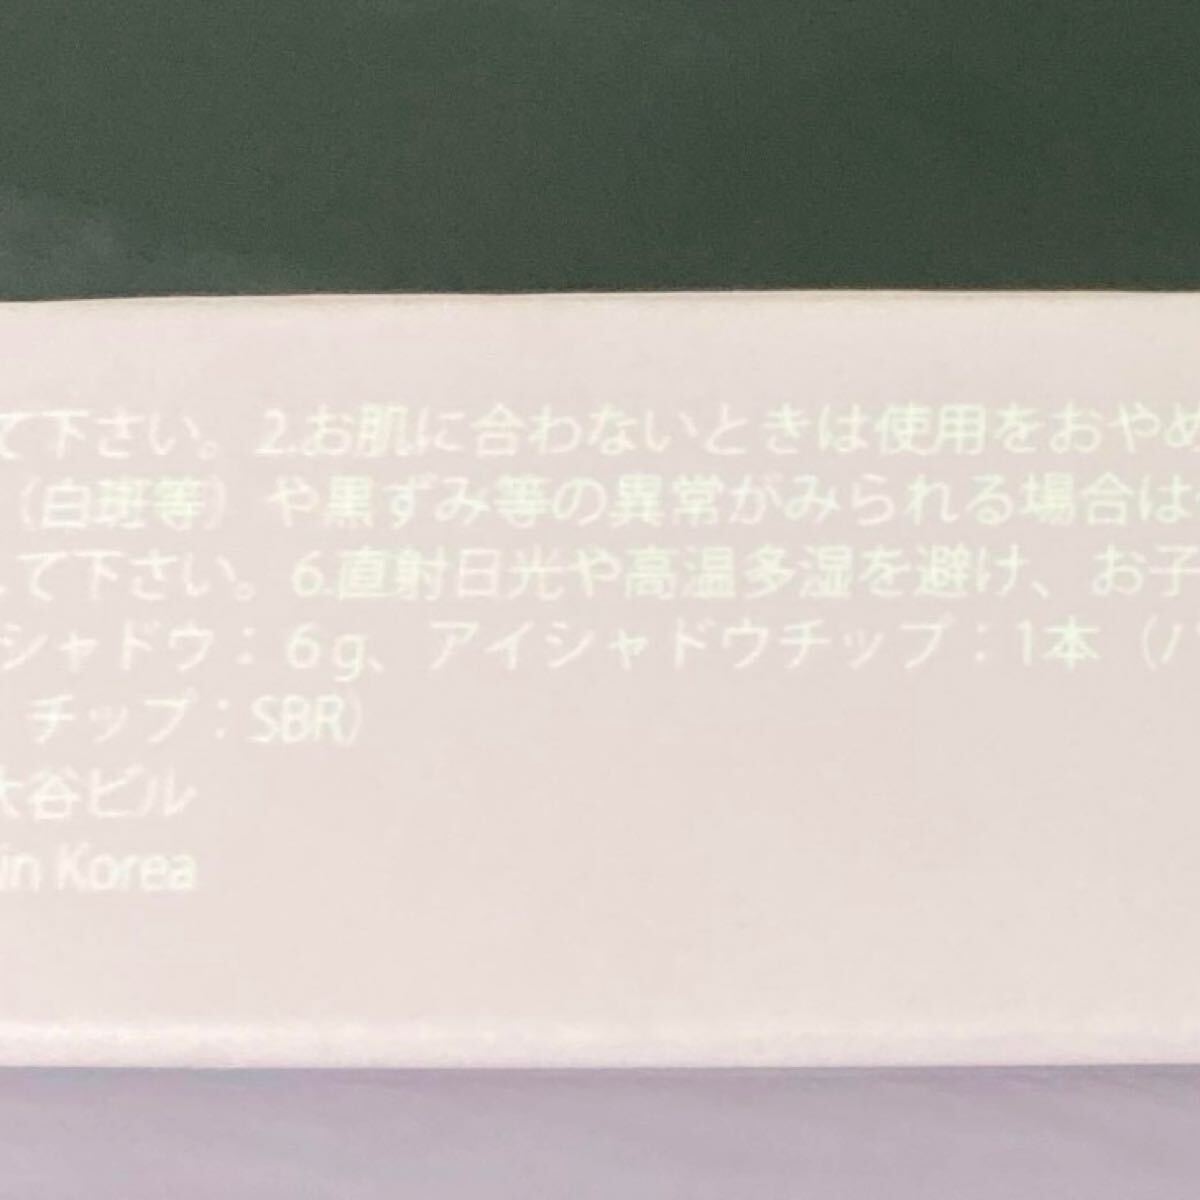 て下さい。2.お肌に合わないときは使用をおやめ
（白斑等）や黒ずみ等の異常がみられる場合は
して下さい。6.直射日光や高温多湿を避け、お子
シャドウ：6g、アイシャドウチップ：1本（ハ
チップ：SBR）
大谷ビル
in Korea